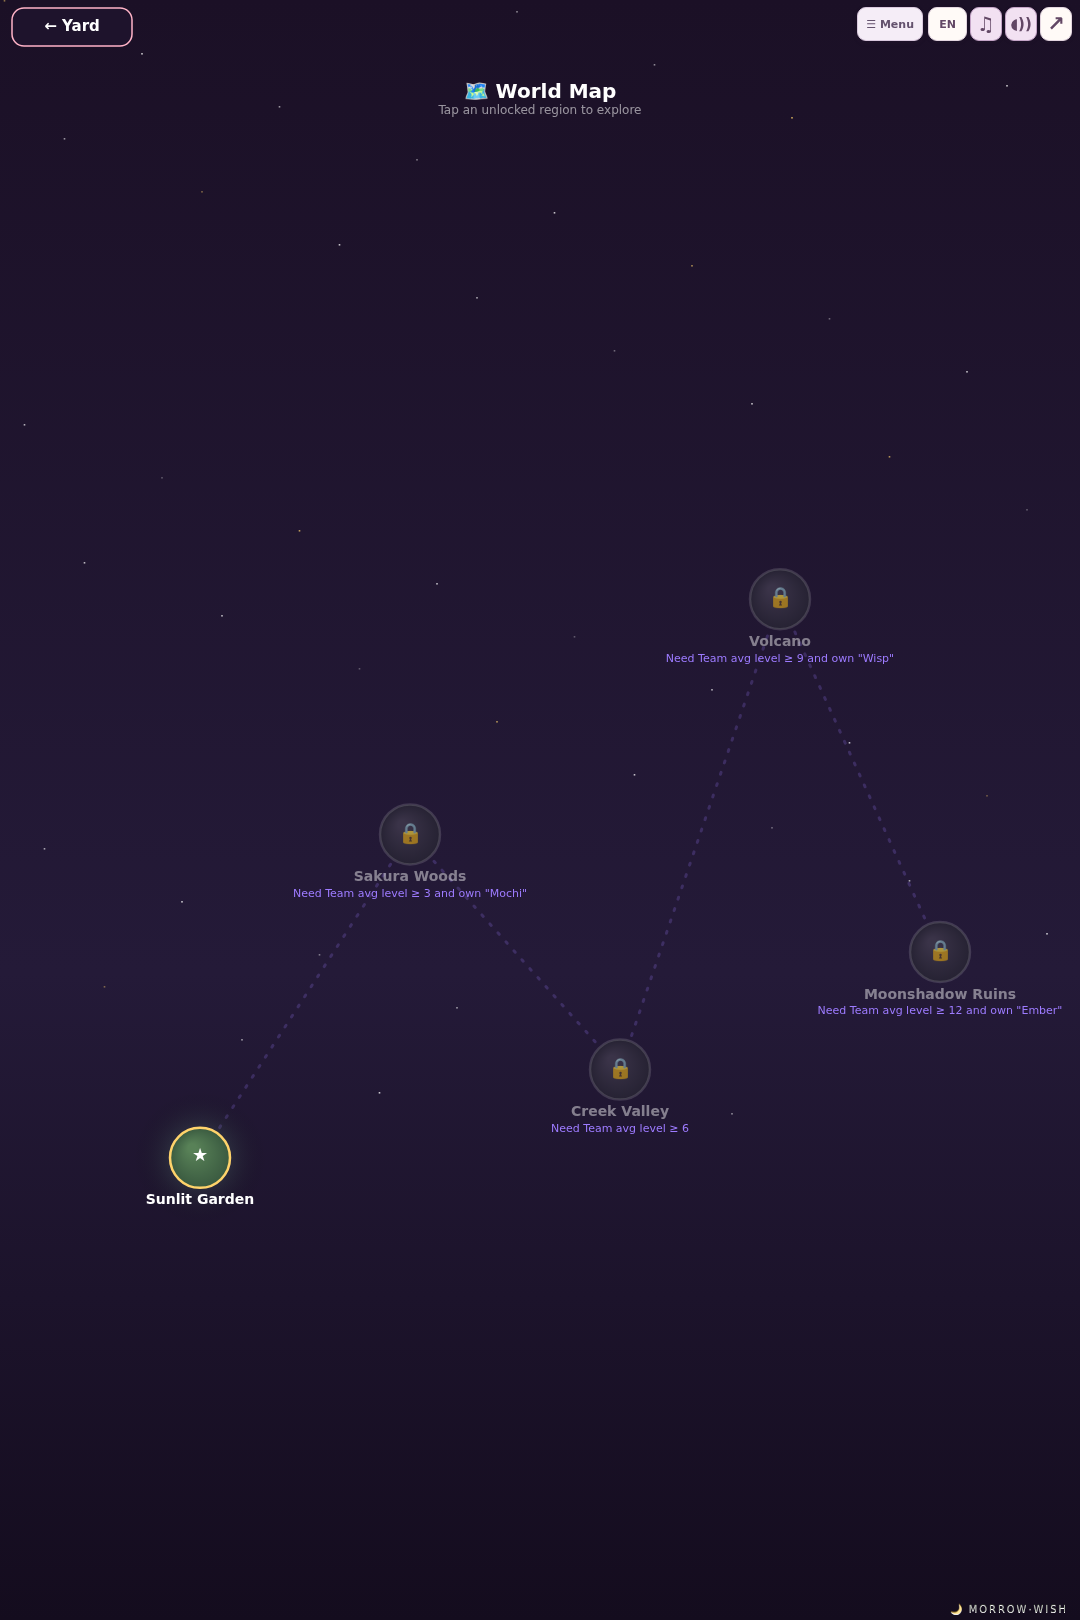 ← Yard
☰ Menu
EN
🗺️ World Map
Tap an unlocked region to explore
Volcano
Need Team avg level ≥ 9 and own "Wisp"
Sakura Woods
Need Team avg level ≥ 3 and own "Mochi"
Moonshadow Ruins
Need Team avg level ≥ 12 and own "Ember"
Creek Valley
Need Team avg level ≥ 6
Sunlit Garden
🌙 MORROW·WISH